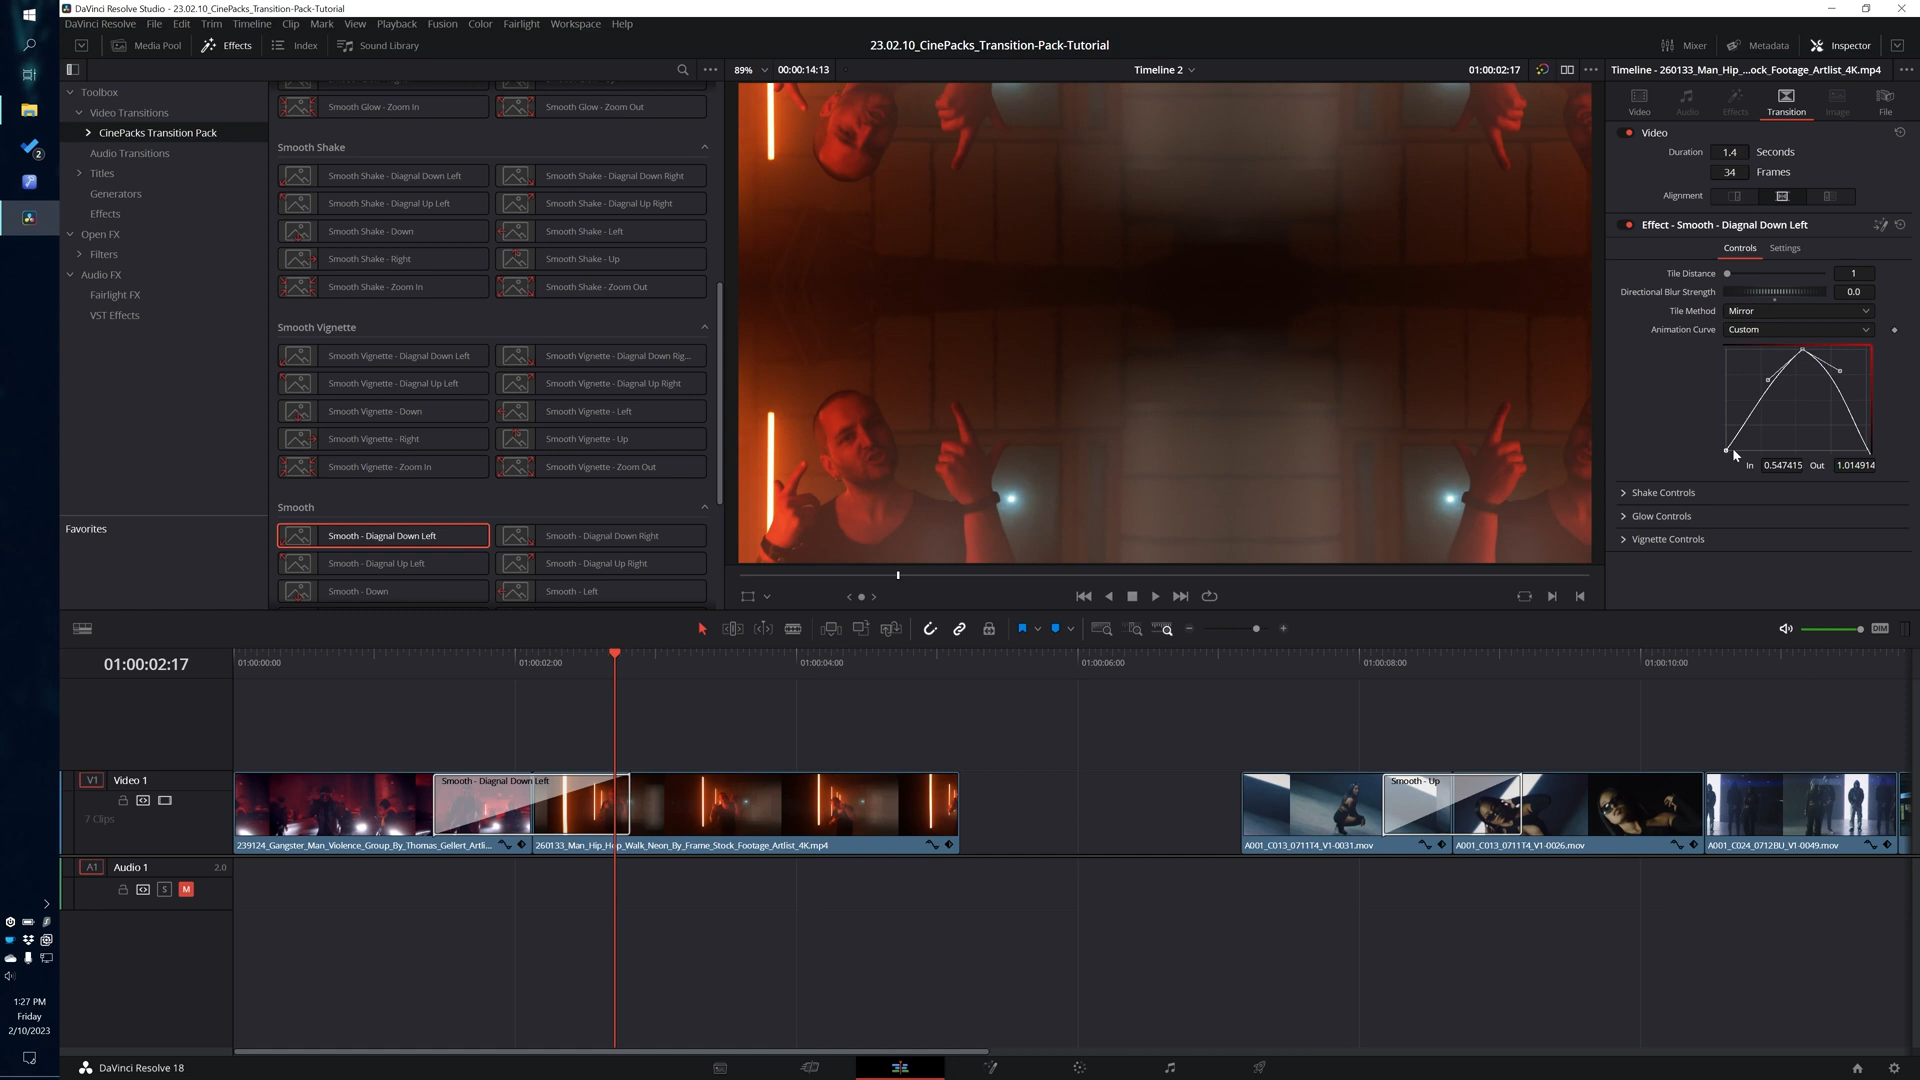 DaVinci Resolve Studio - 23.02.10_CinePacks_Transition-Pack-Tutorial
DaVinci Resolve File Edit Trim Timeline Clip Mark View Playback Fusion Color Fairlight Workspace Help
Media Pool Effects Index Sound Library 23.02.10_CinePacks_Transition-Pack-Tutorial Mixer Metadata Inspector
89% 00:00:14:13 Timeline 2 01:00:02:17 Timeline - 260133_Man_Hip_...ock_Footage_Artlist_4K.mp4
Toolbox
Video Transitions
CinePacks Transition Pack
Audio Transitions
Titles
Generators
Effects
Open FX
Filters
Audio FX
Fairlight FX
VST Effects
Favorites
Smooth Glow - Zoom In Smooth Glow - Zoom Out
Smooth Shake
Smooth Shake - Diagnal Down Left Smooth Shake - Diagnal Down Right
Smooth Shake - Diagnal Up Left Smooth Shake - Diagnal Up Right
Smooth Shake - Down Smooth Shake - Left
Smooth Shake - Right Smooth Shake - Up
Smooth Shake - Zoom In Smooth Shake - Zoom Out
Smooth Vignette
Smooth Vignette - Diagnal Down Left Smooth Vignette - Diagnal Down Rig...
Smooth Vignette - Diagnal Up Left Smooth Vignette - Diagnal Up Right
Smooth Vignette - Down Smooth Vignette - Left
Smooth Vignette - Right Smooth Vignette - Up
Smooth Vignette - Zoom In Smooth Vignette - Zoom Out
Smooth
Smooth - Diagnal Down Left Smooth - Diagnal Down Right
Smooth - Diagnal Up Left Smooth - Diagnal Up Right
Smooth - Down Smooth - Left
Video Audio Effects Transition Image File
Video
Duration 1.4 Seconds
34 Frames
Alignment
Effect - Smooth - Diagnal Down Left
Controls Settings
Tile Distance 1
Directional Blur Strength 0.0
Tile Method Mirror
Animation Curve Custom
In 0.547415 Out 1.014914
Shake Controls
Glow Controls
Vignette Controls
DIM
01:00:02:17 01:00:00:00 01:00:02:00 01:00:04:00 01:00:06:00 01:00:08:00 01:00:10:00
V1 Video 1
7 Clips
Smooth - Diagnal Down Left Smooth - Up
239124_Gangster_Man_Violence_Group_By_Thomas_Gellert_Artli... 260133_Man_Hip_Hop_Walk_Neon_By_Frame_Stock_Footage_Artlist_4K.mp4 A001_C013_0711T4_V1-0031.mov A001_C013_0711T4_V1-0026.mov A001_C024_0712BU_V1-0049.mov
A1 Audio 1 2.0
S M
2
1:27 PM
Friday
2/10/2023
DaVinci Resolve 18